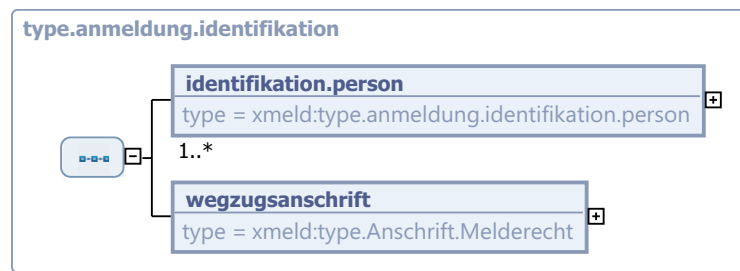 type.anmeldung.identifikation
identifikation.person
type = xmeld:type.anmeldung.identifikation.person
1..*
wegzugsanschrift
type = xmeld:type.Anschrift.Melderecht